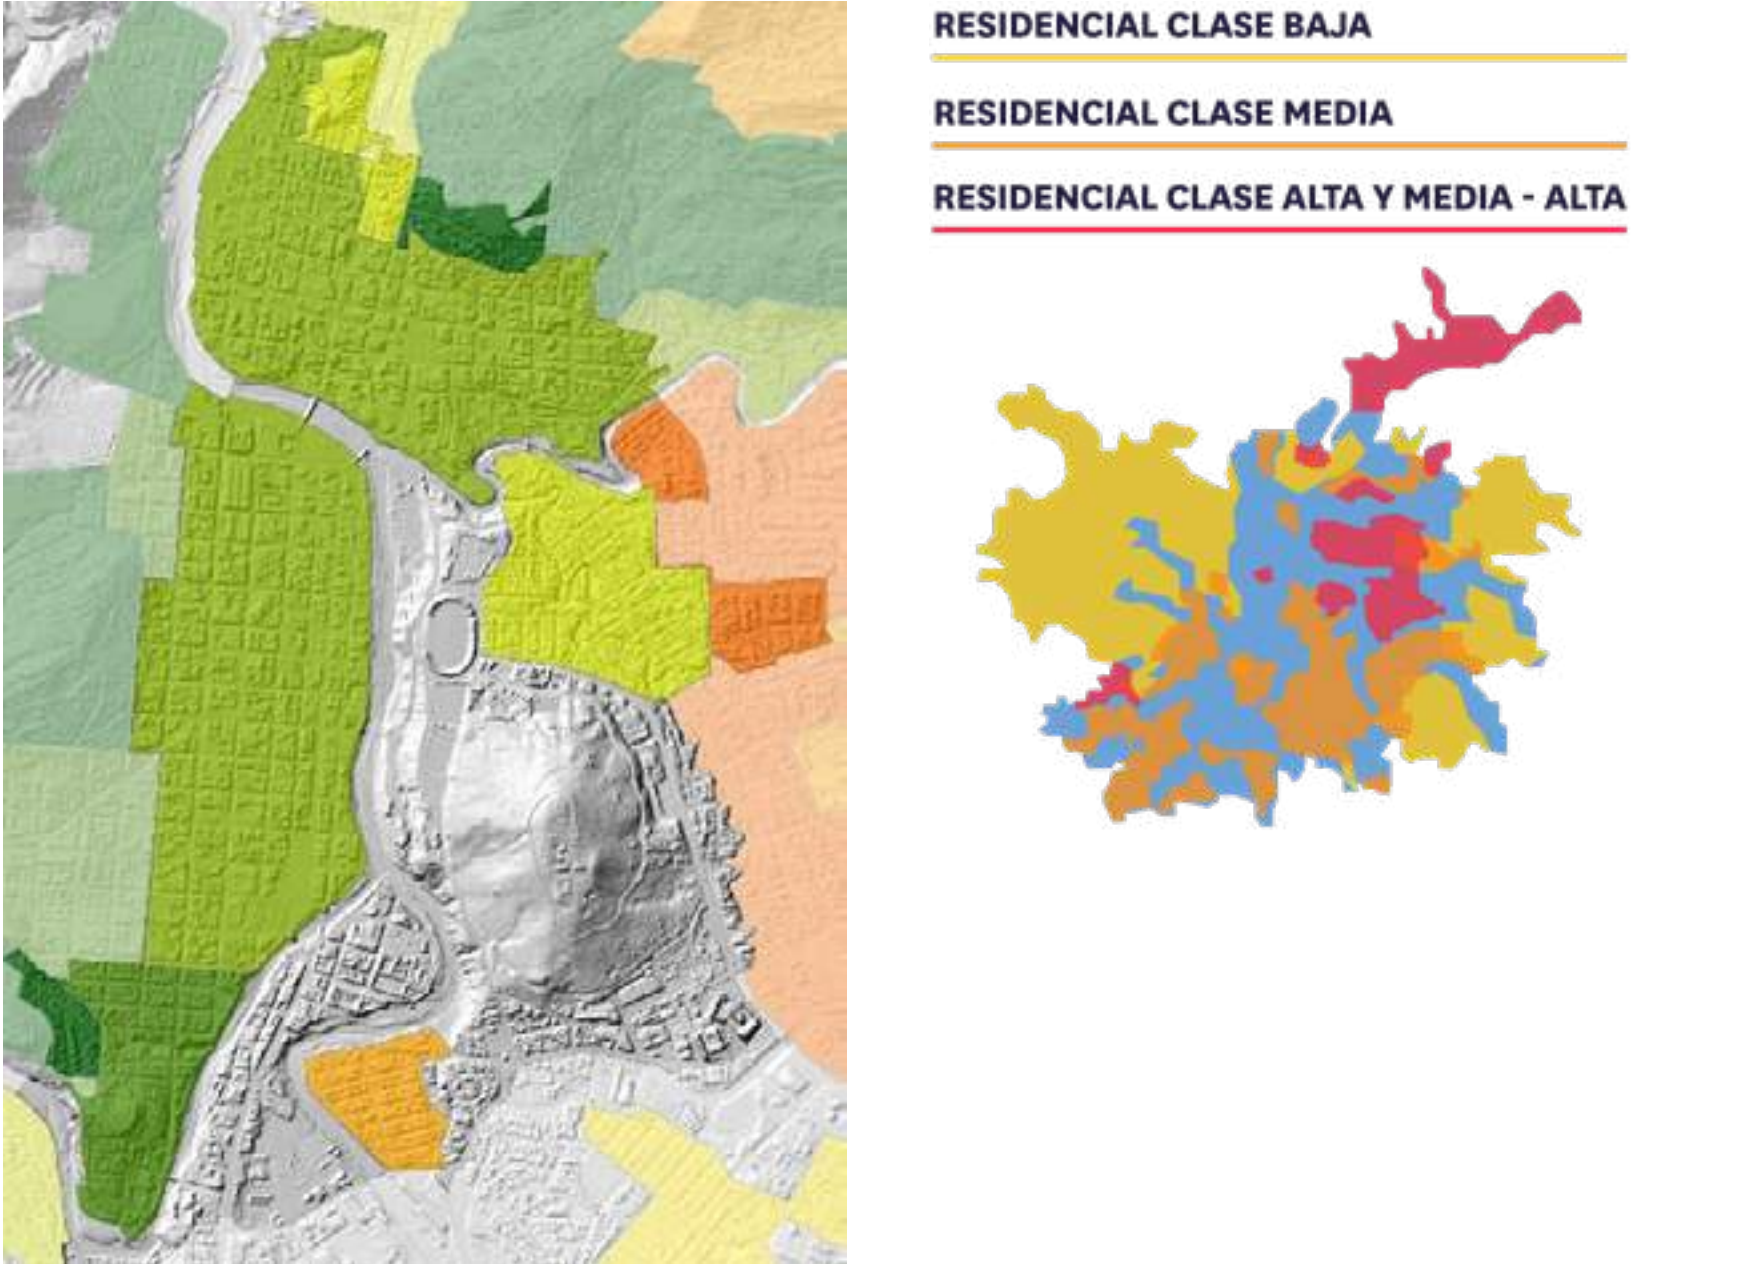 RESIDENCIAL CLASE BAJA
RESIDENCIAL CLASE MEDIA
RESIDENCIAL CLASE ALTA Y MEDIA - ALTA